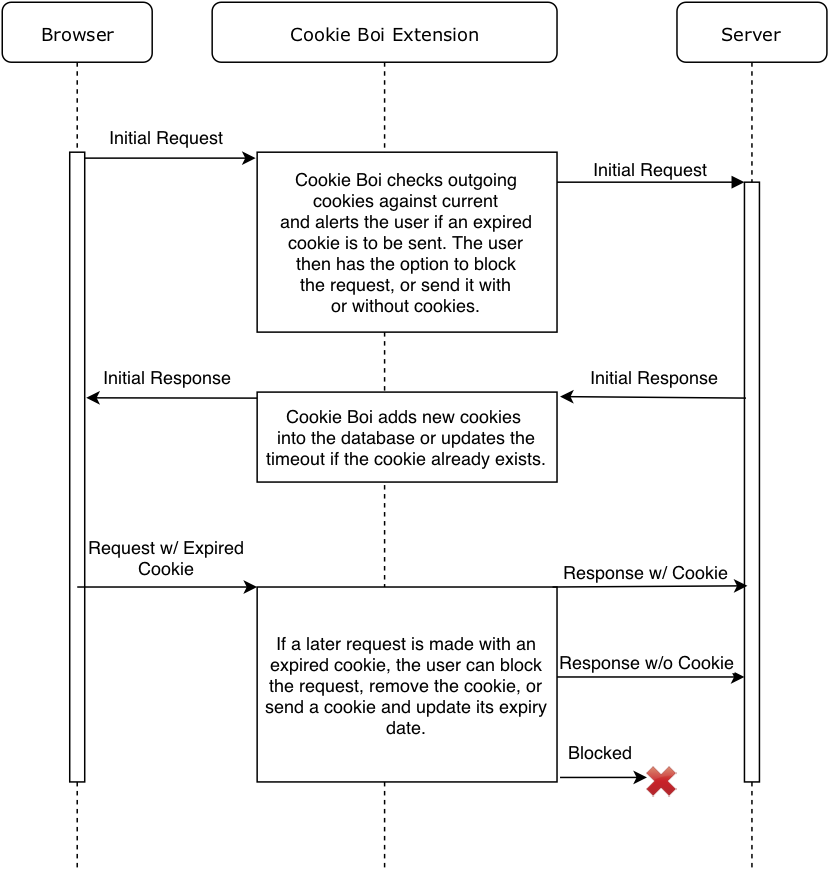 Browser
Cookie Boi Extension
Server
Initial Request
Initial Request
Cookie Boi checks outgoing
cookies against current
and alerts the user if an expired
cookie is to be sent. The user
then has the option to block
the request, or send it with
or without cookies.
Initial Response
Initial Response
Cookie Boi adds new cookies
into the database or updates the
timeout if the cookie already exists.
Request w/ Expired
Cookie
Response w/ Cookie
If a later request is made with an
expired cookie, the user can block
the request, remove the cookie, or
send a cookie and update its expiry
date.
Response w/o Cookie
Blocked